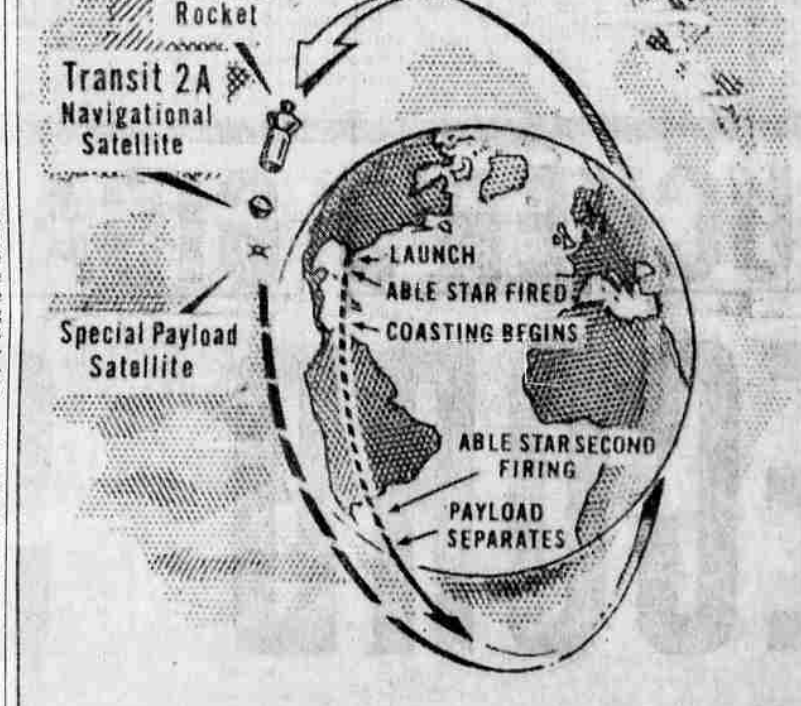 Rocket
Transit 2A
Navigational
Satellite
LAUNCH
ABLE STAR FIRED
COASTING BEGINS
Special Payload
Satellite
ABLE STAR SECOND
FIRING
PAYLOAD
SEPARATES